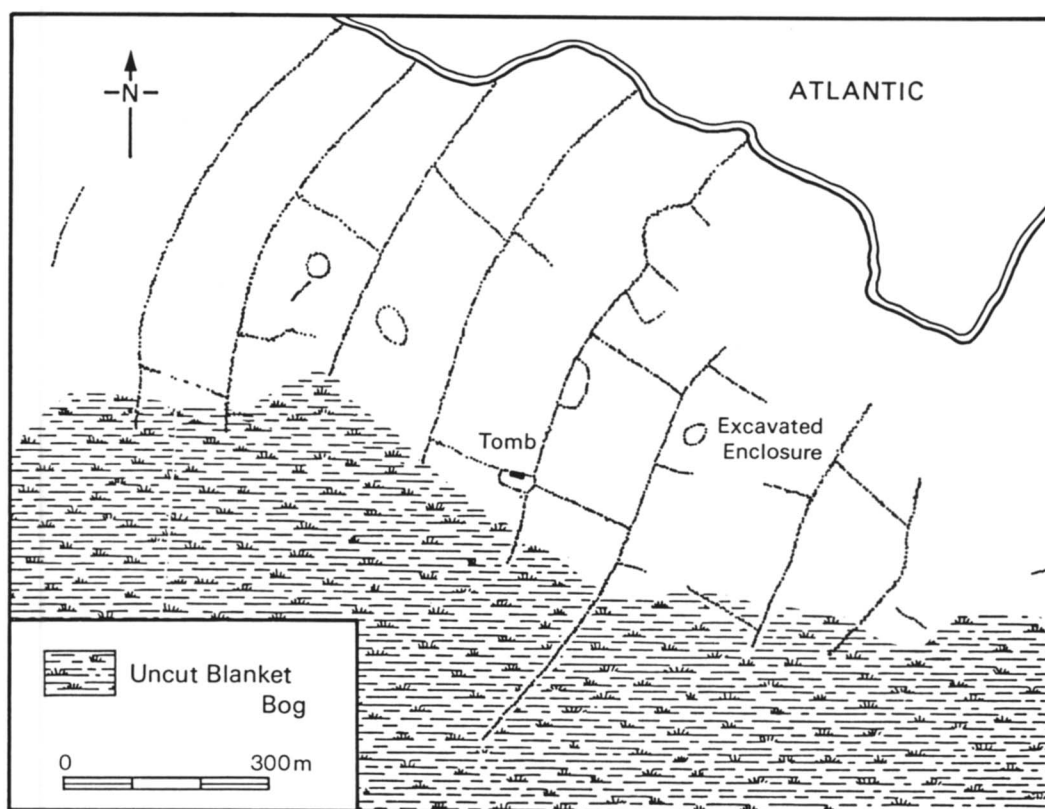 N
ATLANTIC
Tomb
Excavated
Enclosure
Uncut Blanket
Bog
0 300m